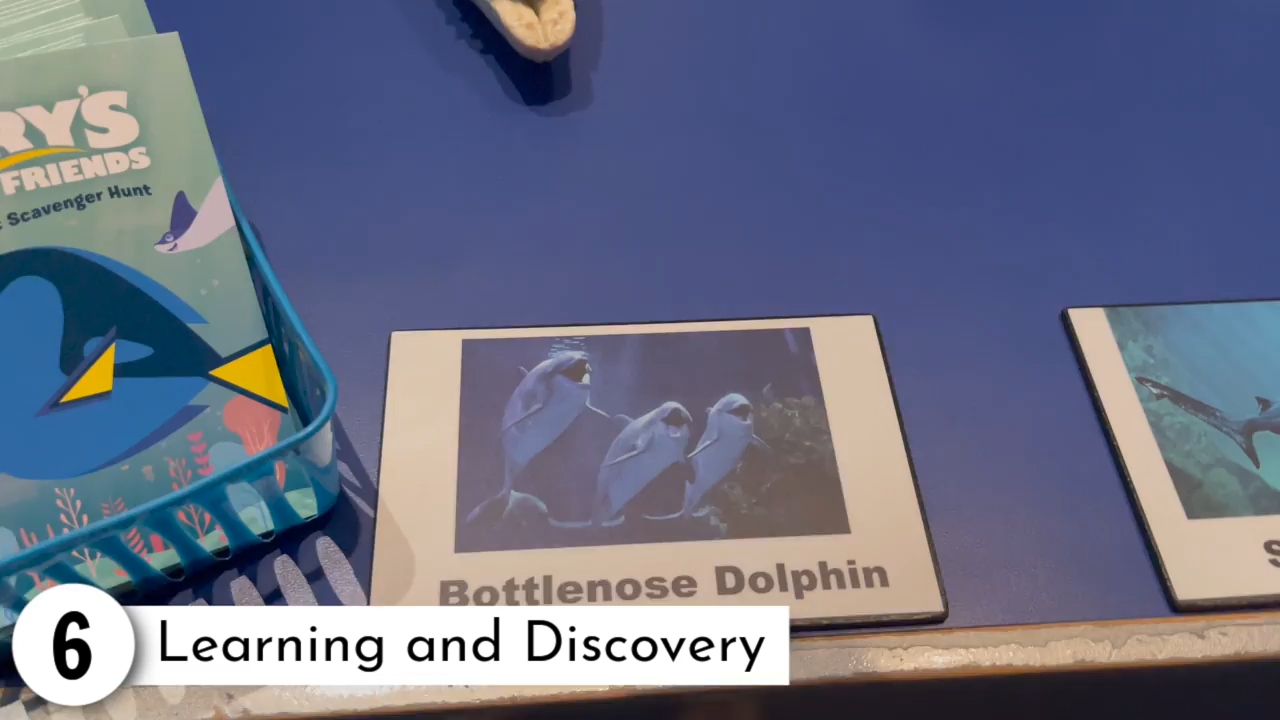 RY'S
FRIENDS
Scavenger Hunt
Bottlenose Dolphin
S
6 Learning and Discovery